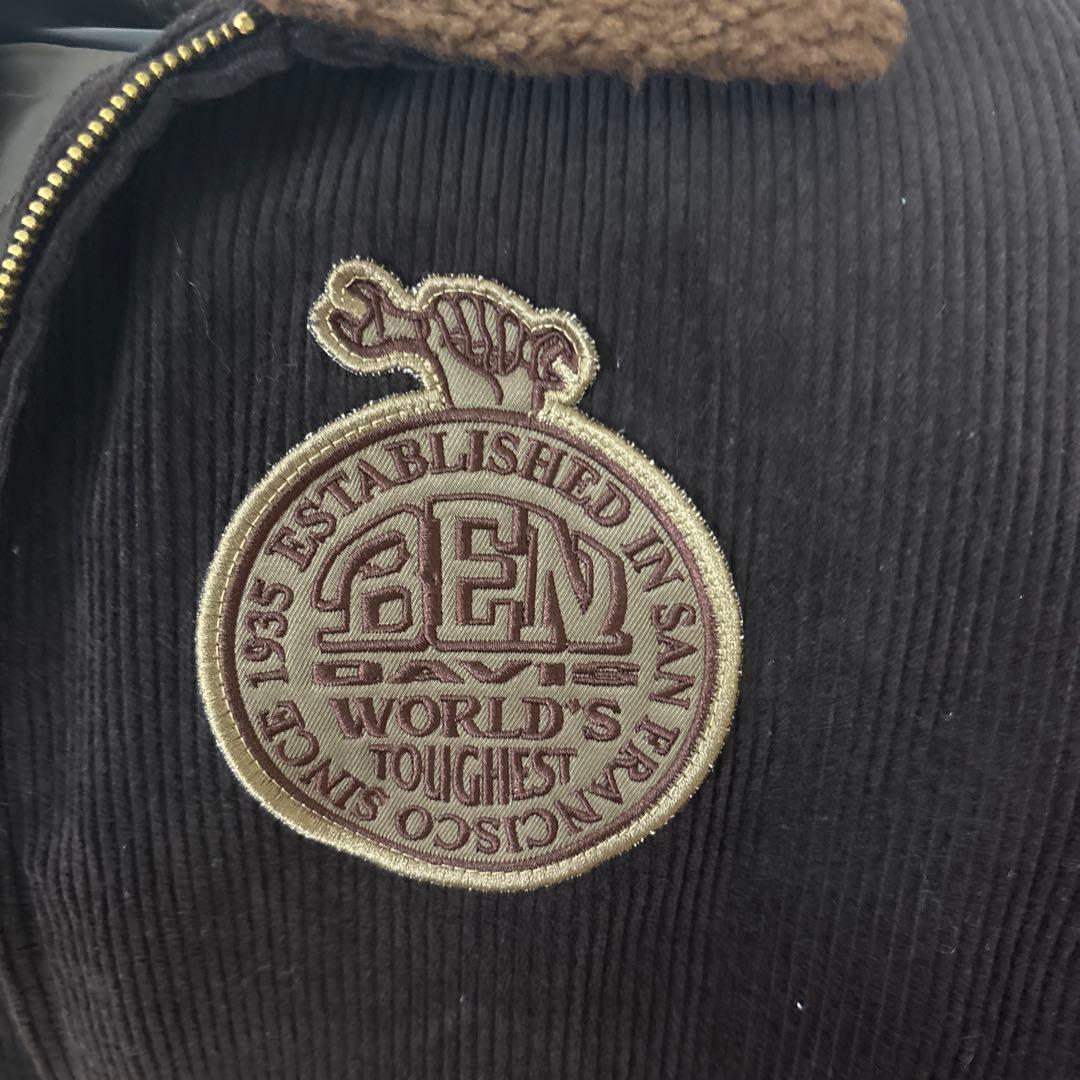 ESTABLISHED IN SAN FRANCISCO SINCE 1935
BEN
DAVIS
WORLD'S
TOUGHEST